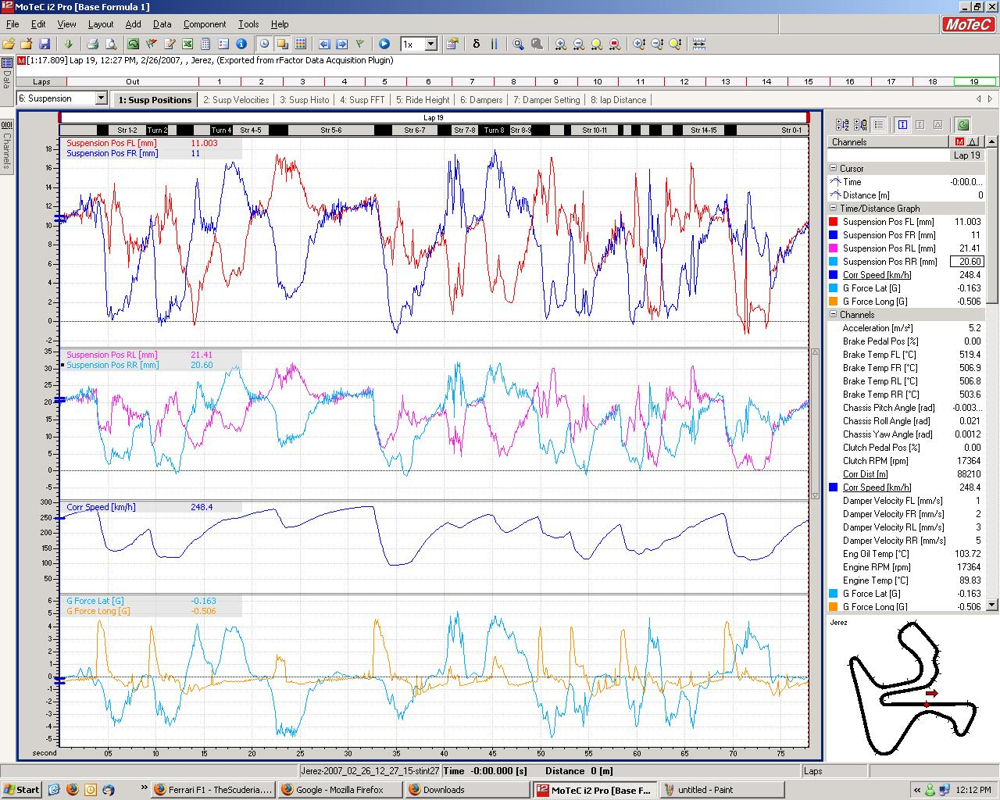 MoTeC i2 Pro [Base Formula 1]
File Edit View Layout Add Data Component Tools Help
MoTeC
1x
M [1:17.809] Lap 19, 12:27 PM, 2/26/2007, , Jerez, (Exported from rFactor Data Acquisition Plugin)
Laps Out 1 2 3 4 5 6 7 8 9 10 11 12 13 14 15 16 17 18 19
Data
Channels
6: Suspension 1: Susp Positions 2: Susp Velocities 3: Susp Histo 4: Susp FFT 5: Ride Height 6: Dampers 7: Damper Setting 8: lap Distance
Lap 19
Str 1-2 Turn 2 Turn 4 Str 4-5 Str 5-6 Str 6-7 Str 7-8 Turn 8 Str 8-9 Str 10-11 Str 14-15 Str 0-1
Suspension Pos FL [mm] 11.003
Suspension Pos FR [mm] 11
18
16
14
12
10
8
6
4
2
0
-2
Suspension Pos RL [mm] 21.41
Suspension Pos RR [mm] 20.60
35
30
25
20
15
10
5
0
-5
Corr Speed [km/h] 248.4
300
250
200
150
100
50
G Force Lat [G] -0.163
G Force Long [G] -0.506
6
5
4
3
2
1
0
-1
-2
-3
-4
-5
second 05 10 15 20 25 30 35 40 45 50 55 60 65 70 75
Channels M
Lap 19
Cursor
Time -0:00.0...
Distance [m] 0
Time/Distance Graph
Suspension Pos FL [mm] 11.003
Suspension Pos FR [mm] 11
Suspension Pos RL [mm] 21.41
Suspension Pos RR [mm] 20.60
Corr Speed [km/h] 248.4
G Force Lat [G] -0.163
G Force Long [G] -0.506
Channels
Acceleration [m/s²] 5.2
Brake Pedal Pos [%] 0.00
Brake Temp FL [°C] 519.4
Brake Temp FR [°C] 506.9
Brake Temp RL [°C] 506.8
Brake Temp RR [°C] 503.6
Chassis Pitch Angle [rad] -0.003...
Chassis Roll Angle [rad] 0.021
Chassis Yaw Angle [rad] 0.0012
Clutch Pedal Pos [%] 0.00
Clutch RPM [rpm] 17364
Corr Dist [m] 88210
Corr Speed [km/h] 248.4
Damper Velocity FL [mm/s] 1
Damper Velocity FR [mm/s] 2
Damper Velocity RL [mm/s] 3
Damper Velocity RR [mm/s] 5
Eng Oil Temp [°C] 103.72
Engine RPM [rpm] 17364
Engine Temp [°C] 89.83
G Force Lat [G] -0.163
G Force Long [G] -0.506
Jerez
Jerez-2007_02_26_12_27_15-stint27 Time -0:00.000 [s] Distance 0 [m] Laps
Start » Ferrari F1 - TheScuderia.... Google - Mozilla Firefox Downloads MoTeC i2 Pro [Base F... untitled - Paint « 12:12 PM